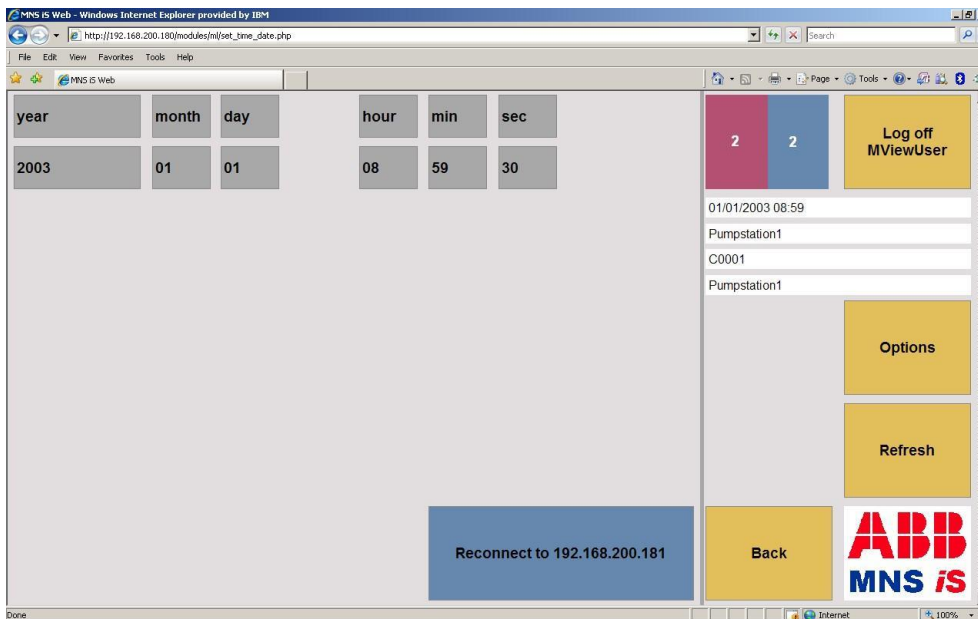 MNS iS Web - Windows Internet Explorer provided by IBM
http://192.168.200.180/modules/ml/set_time_date.php
Search
File Edit View Favorites Tools Help
MNS iS Web
Page Tools
year month day hour min sec
2003 01 01 08 59 30
2 2
Log off
MViewUser
01/01/2003 08:59
Pumpstation1
C0001
Pumpstation1
Options
Refresh
Reconnect to 192.168.200.181
Back
ABB
MNS iS
Done
Internet
100%